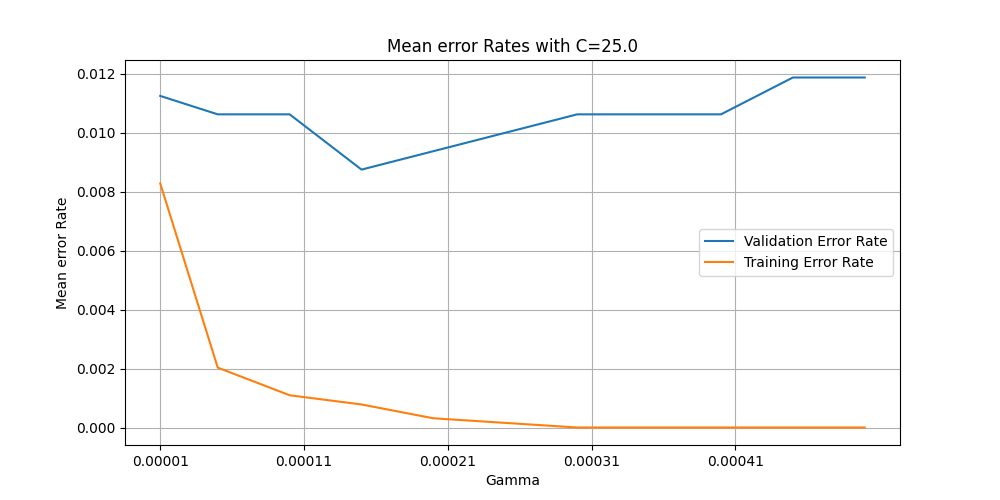 Mean error Rates with C=25.0
Mean error Rate
0.012
0.010
0.008
0.006
0.004
0.002
0.000
Validation Error Rate
Training Error Rate
0.00001 0.00011 0.00021 0.00031 0.00041
Gamma